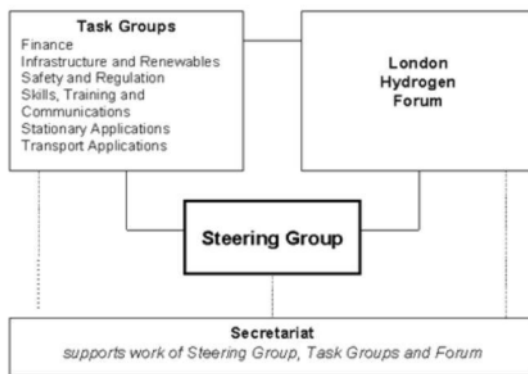 Task Groups
Finance
Infrastructure and Renewables
Safety and Regulation
Skills, Training and
Communications
Stationary Applications
Transport Applications
London
Hydrogen
Forum
Steering Group
Secretariat
supports work of Steering Group, Task Groups and Forum